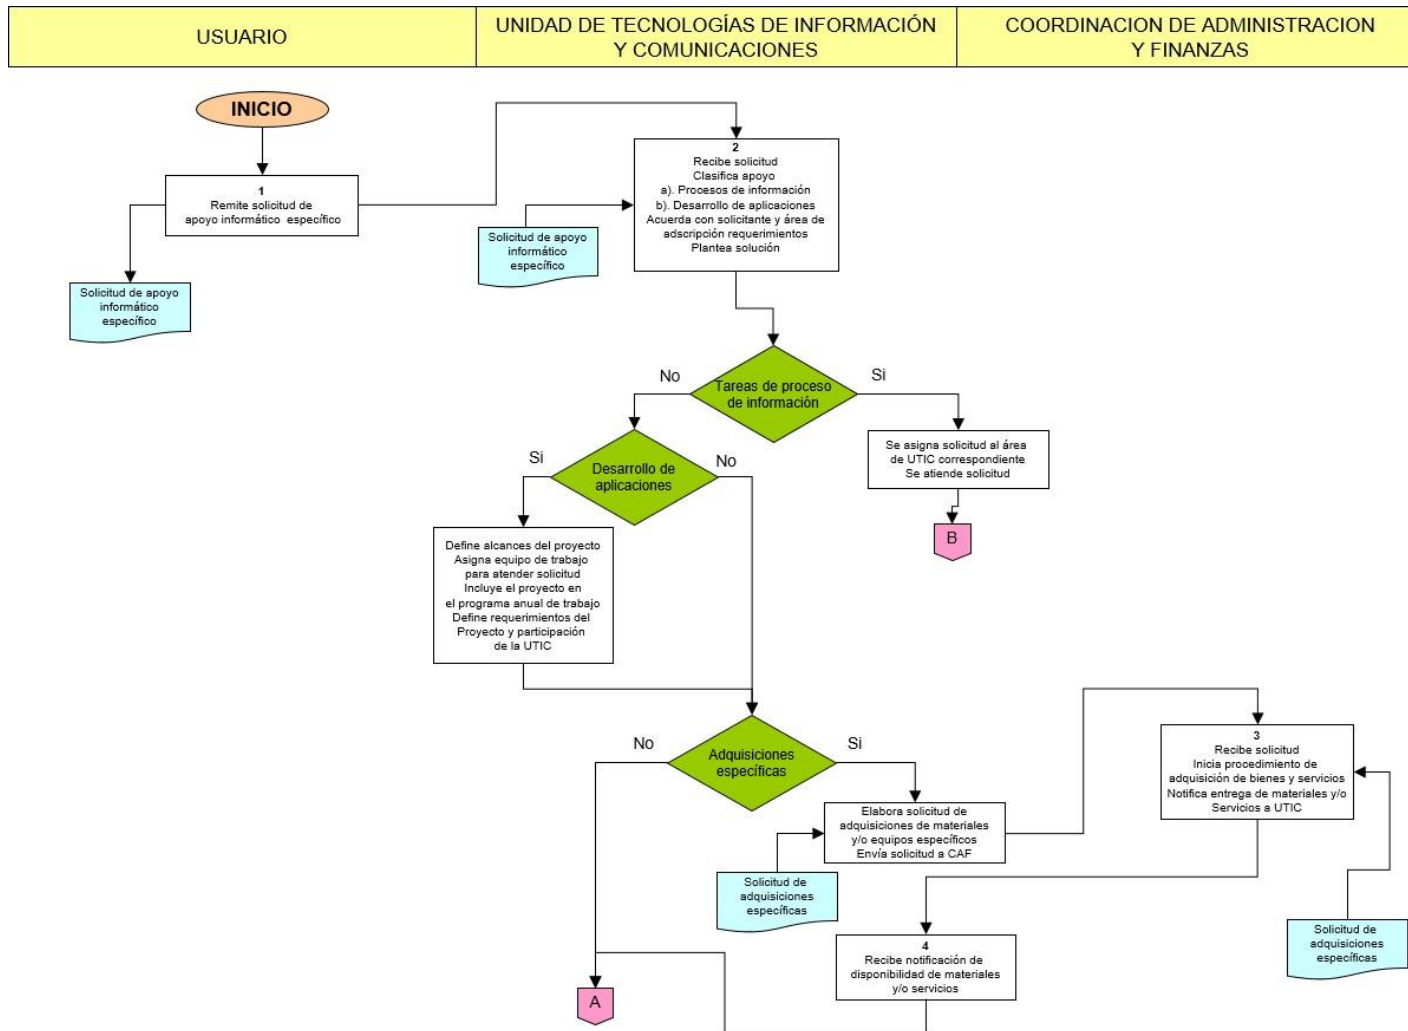 USUARIO
UNIDAD DE TECNOLOGÍAS DE INFORMACIÓN
Y COMUNICACIONES
COORDINACION DE ADMINISTRACION
Y FINANZAS
INICIO
1
Remite solicitud de
apoyo informático específico
Solicitud de apoyo
informático
específico
2
Recibe solicitud
Clasifica apoyo
a). Procesos de información
b). Desarrollo de aplicaciones
Acuerda con solicitante y área de
adscripción requerimientos
Plantea solución
Solicitud de apoyo
informático
específico
Tareas de proceso
de información
No
Si
Se asigna solicitud al área
de UTIC correspondiente
Se atiende solicitud
B
Desarrollo de
aplicaciones
Si
No
Define alcances del proyecto
Asigna equipo de trabajo
para atender solicitud
Incluye el proyecto en
el programa anual de trabajo
Define requerimientos del
Proyecto y participación
de la UTIC
Adquisiciones
específicas
No
Si
Elabora solicitud de
adquisiciones de materiales
y/o equipos específicos
Envía solicitud a CAF
Solicitud de
adquisiciones
específicas
3
Recibe solicitud
Inicia procedimiento de
adquisición de bienes y servicios
Notifica entrega de materiales y/o
Servicios a UTIC
Solicitud de
adquisiciones
específicas
4
Recibe notificación de
disponibilidad de materiales
y/o servicios
A